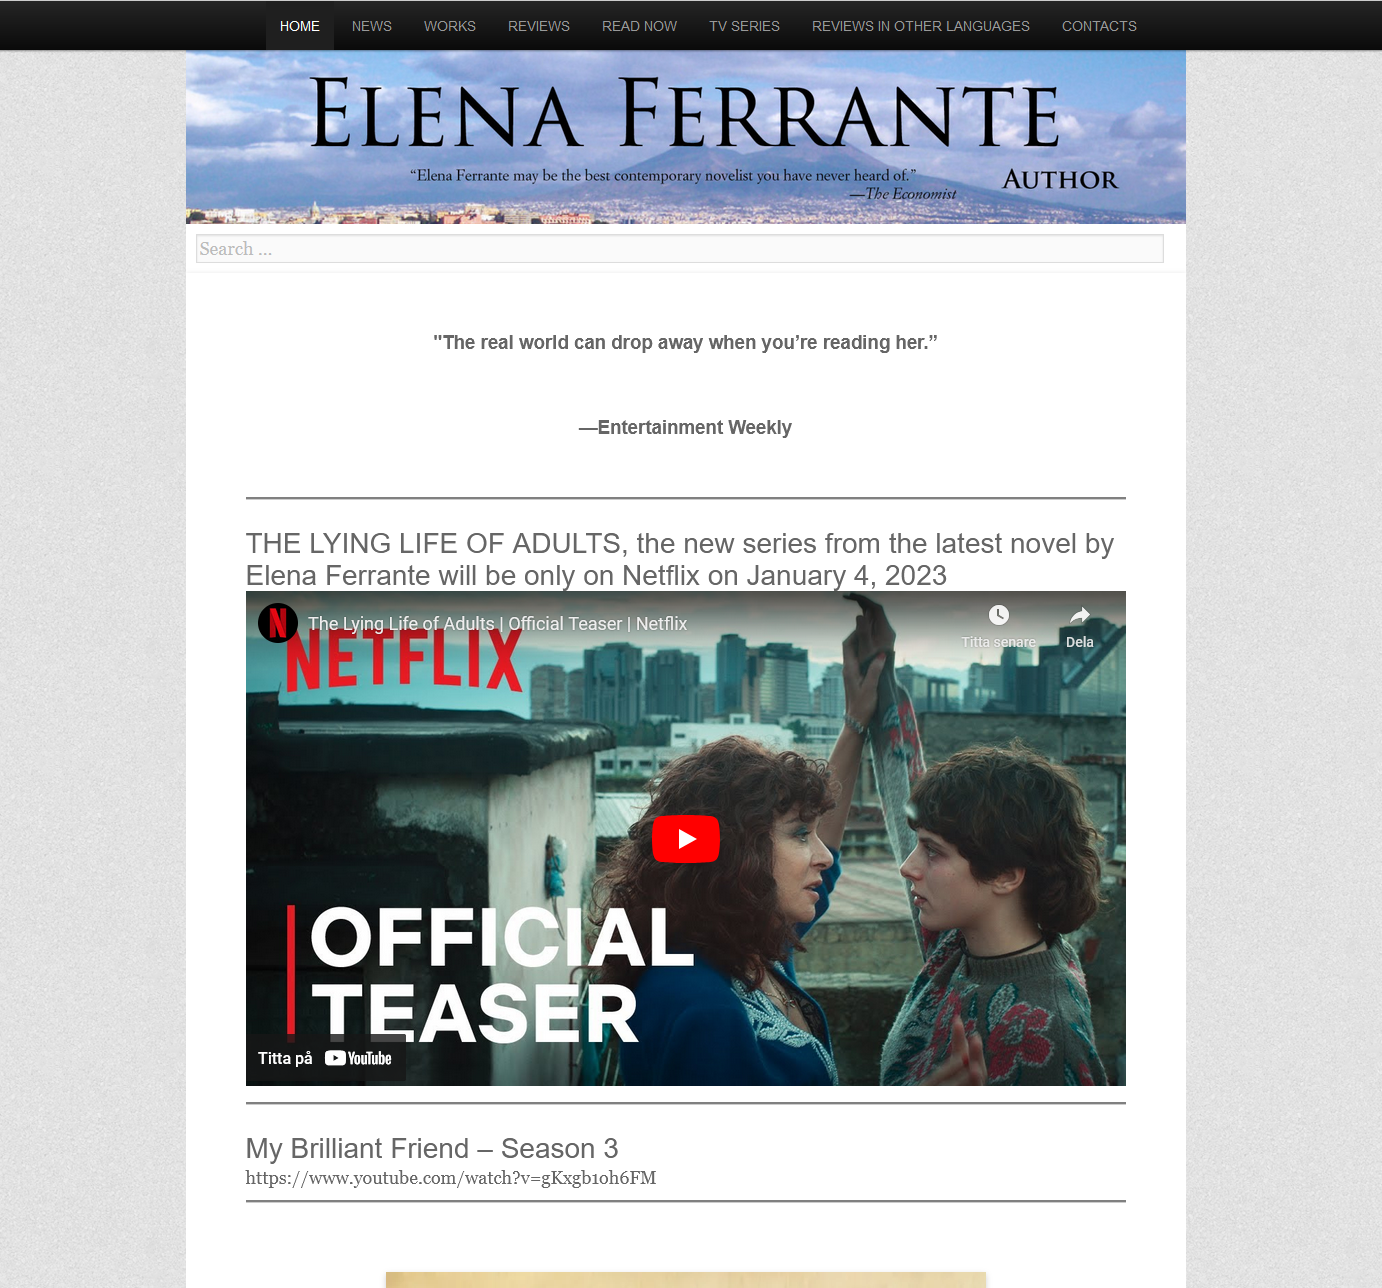 HOME NEWS WORKS REVIEWS READ NOW TV SERIES REVIEWS IN OTHER LANGUAGES CONTACTS
ELENA FERRANTE
“Elena Ferrante may be the best contemporary novelist you have never heard of.”
—The Economist
AUTHOR
Search ...
"The real world can drop away when you’re reading her.”
—Entertainment Weekly
THE LYING LIFE OF ADULTS, the new series from the latest novel by
Elena Ferrante will be only on Netflix on January 4, 2023
N
The Lying Life of Adults | Official Teaser | Netflix
Titta senare Dela
NETFLIX
OFFICIAL
TEASER
Titta på YouTube
My Brilliant Friend – Season 3
https://www.youtube.com/watch?v=gKxgb1oh6FM